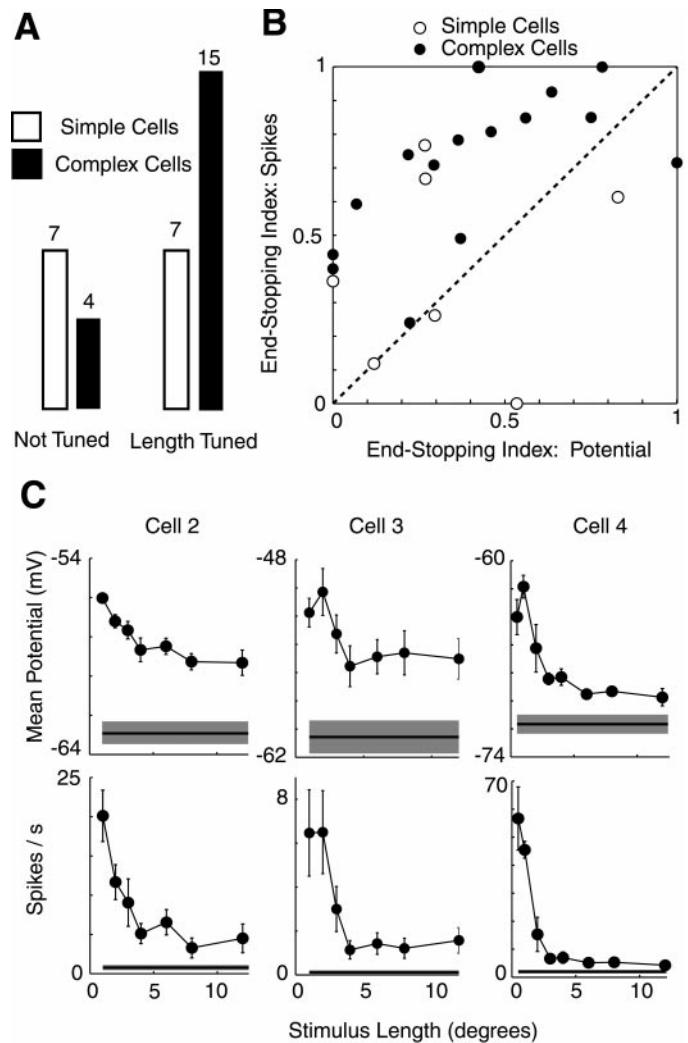 A
15
Simple Cells
Complex Cells
7
4
7
Not Tuned
Length Tuned
B
Simple Cells
Complex Cells
End-Stopping Index: Spikes
1
0.5
0
0
0.5
1
End-Stopping Index: Potential
C
Cell 2
Cell 3
Cell 4
Mean Potential (mV)
-54
-64
-48
-62
-60
-74
Spikes / s
25
0
8
0
70
0
0 5 10
0 5 10
0 5 10
Stimulus Length (degrees)